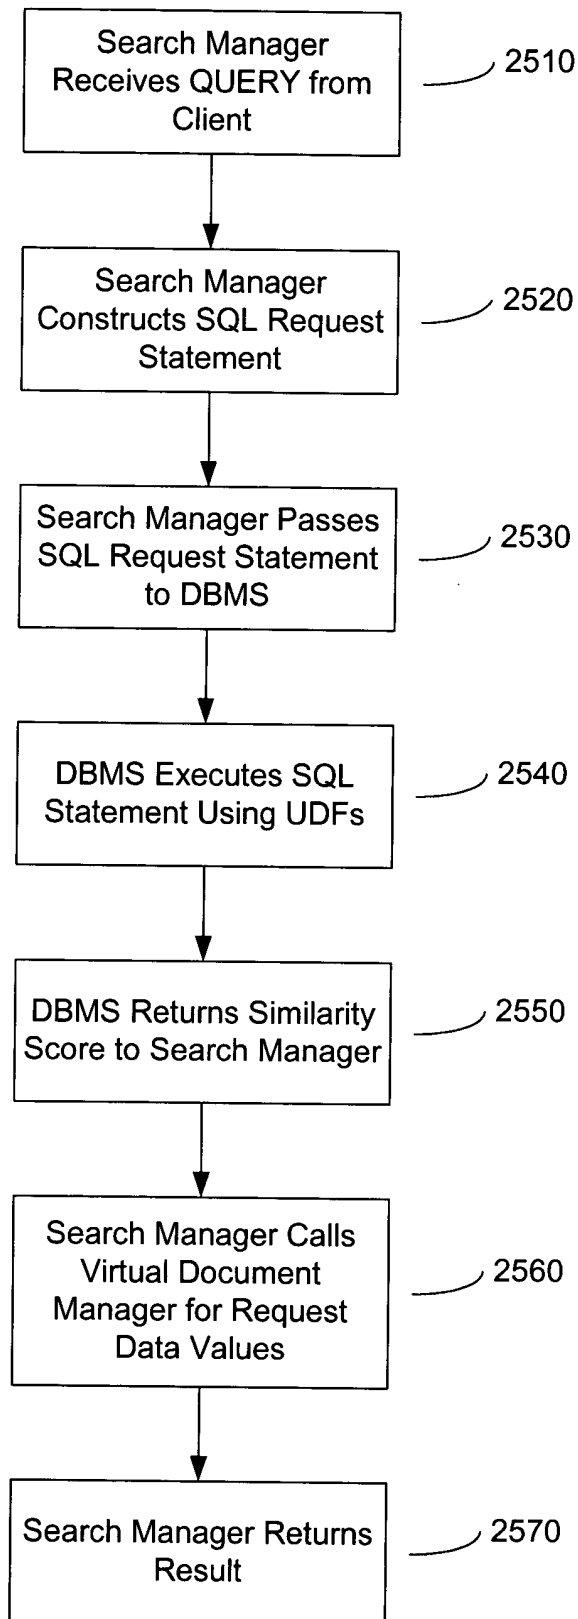 Search Manager
Receives QUERY from
Client
2510
Search Manager
Constructs SQL Request
Statement
2520
Search Manager Passes
SQL Request Statement
to DBMS
2530
DBMS Executes SQL
Statement Using UDFs
2540
DBMS Returns Similarity
Score to Search Manager
2550
Search Manager Calls
Virtual Document
Manager for Request
Data Values
2560
Search Manager Returns
Result
2570